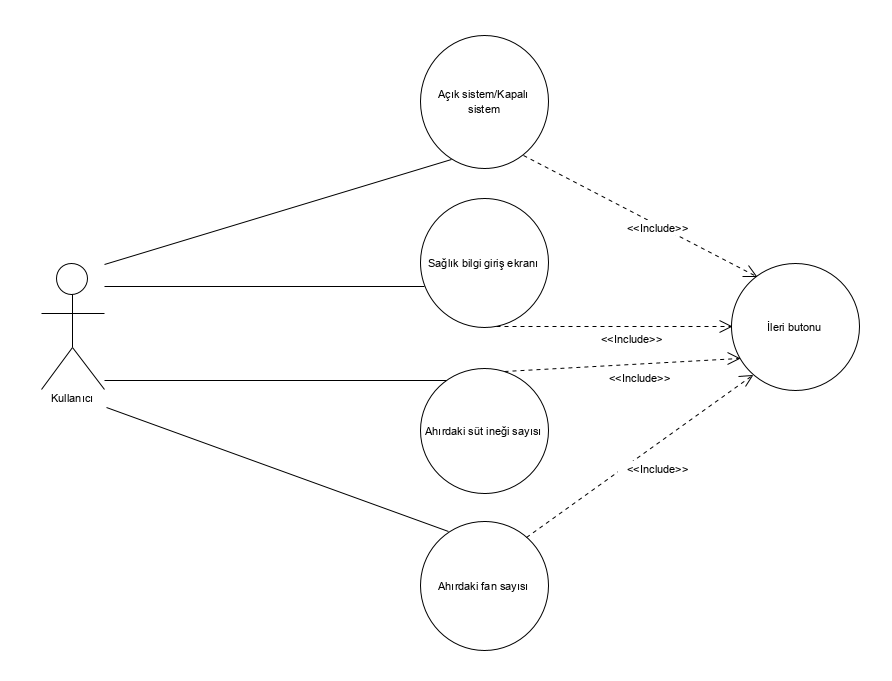 Açık sistem/Kapalı
sistem
<<Include>>
Sağlık bilgi giriş ekranı
İleri butonu
<<Include>>
<<Include>>
Kullanıcı
Ahırdaki süt ineği sayısı
<<Include>>
Ahırdaki fan sayısı